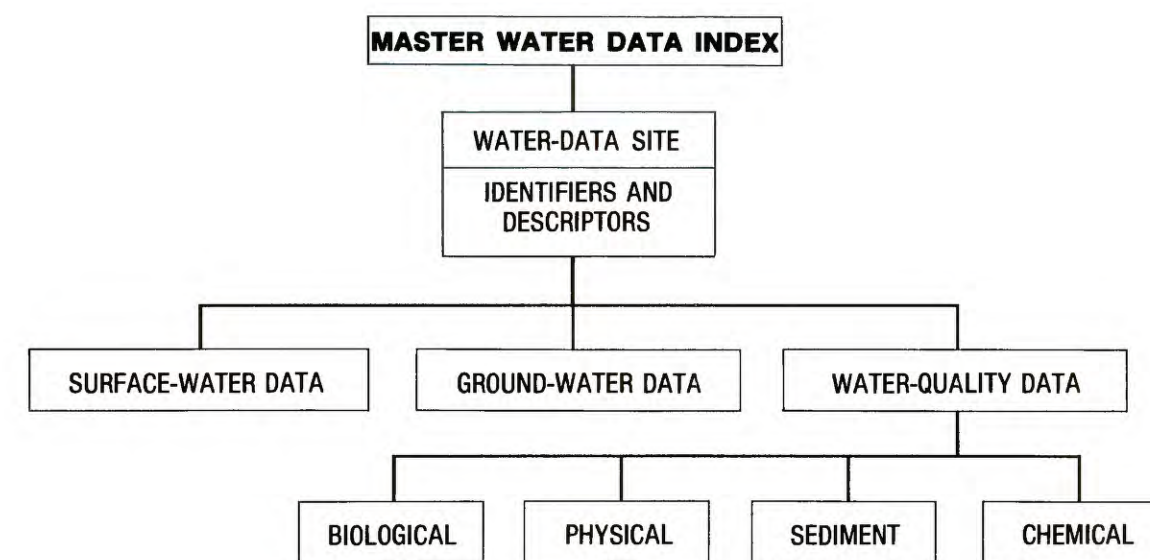 MASTER WATER DATA INDEX
WATER-DATA SITE
IDENTIFIERS AND
DESCRIPTORS
SURFACE-WATER DATA
GROUND-WATER DATA
WATER-QUALITY DATA
BIOLOGICAL
PHYSICAL
SEDIMENT
CHEMICAL